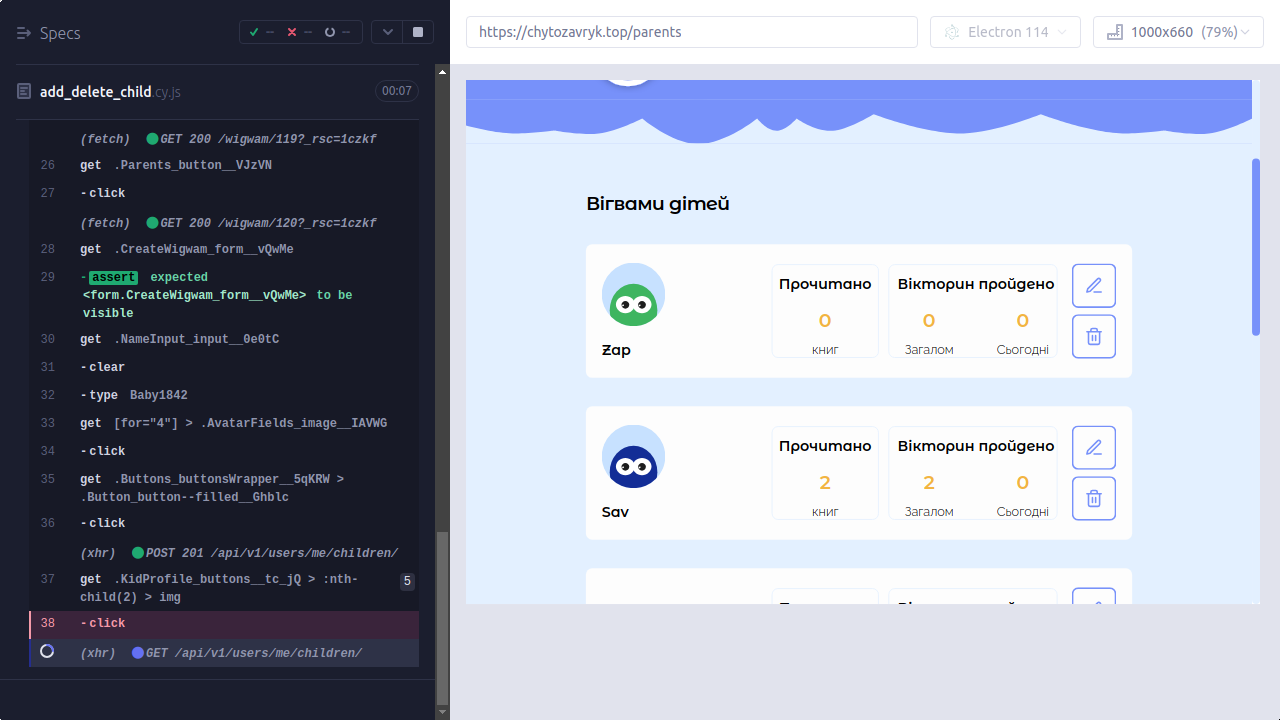 Specs
https://chytozavryk.top/parents
Electron 114
1000x660 (79%)
add_delete_child.cy.js
00:07
(fetch) GET 200 /wigwam/119?_rsc=1czkf
26 get .Parents_button__VJzVN
27 -click
(fetch) GET 200 /wigwam/120?_rsc=1czkf
28 get .CreateWigwam_form__vQwMe
29 -assert expected
<form.CreateWigwam_form__vQwMe> to be
visible
30 get .NameInput_input__0e0tC
31 -clear
32 -type Baby1842
33 get [for="4"] > .AvatarFields_image__IAVWG
34 -click
35 get .Buttons_buttonsWrapper__5qKRW >
.Button_button--filled__Ghblc
36 -click
(xhr) POST 201 /api/v1/users/me/children/
37 get .KidProfile_buttons__tc_jQ > :nth-
child(2) > img
5
38 -click
(xhr) GET /api/v1/users/me/children/
Вігвами дітей
Прочитано
0
книг
Вікторин пройдено
0 0
Загалом Сьогодні
Zap
Прочитано
2
книг
Вікторин пройдено
2 0
Загалом Сьогодні
Sav